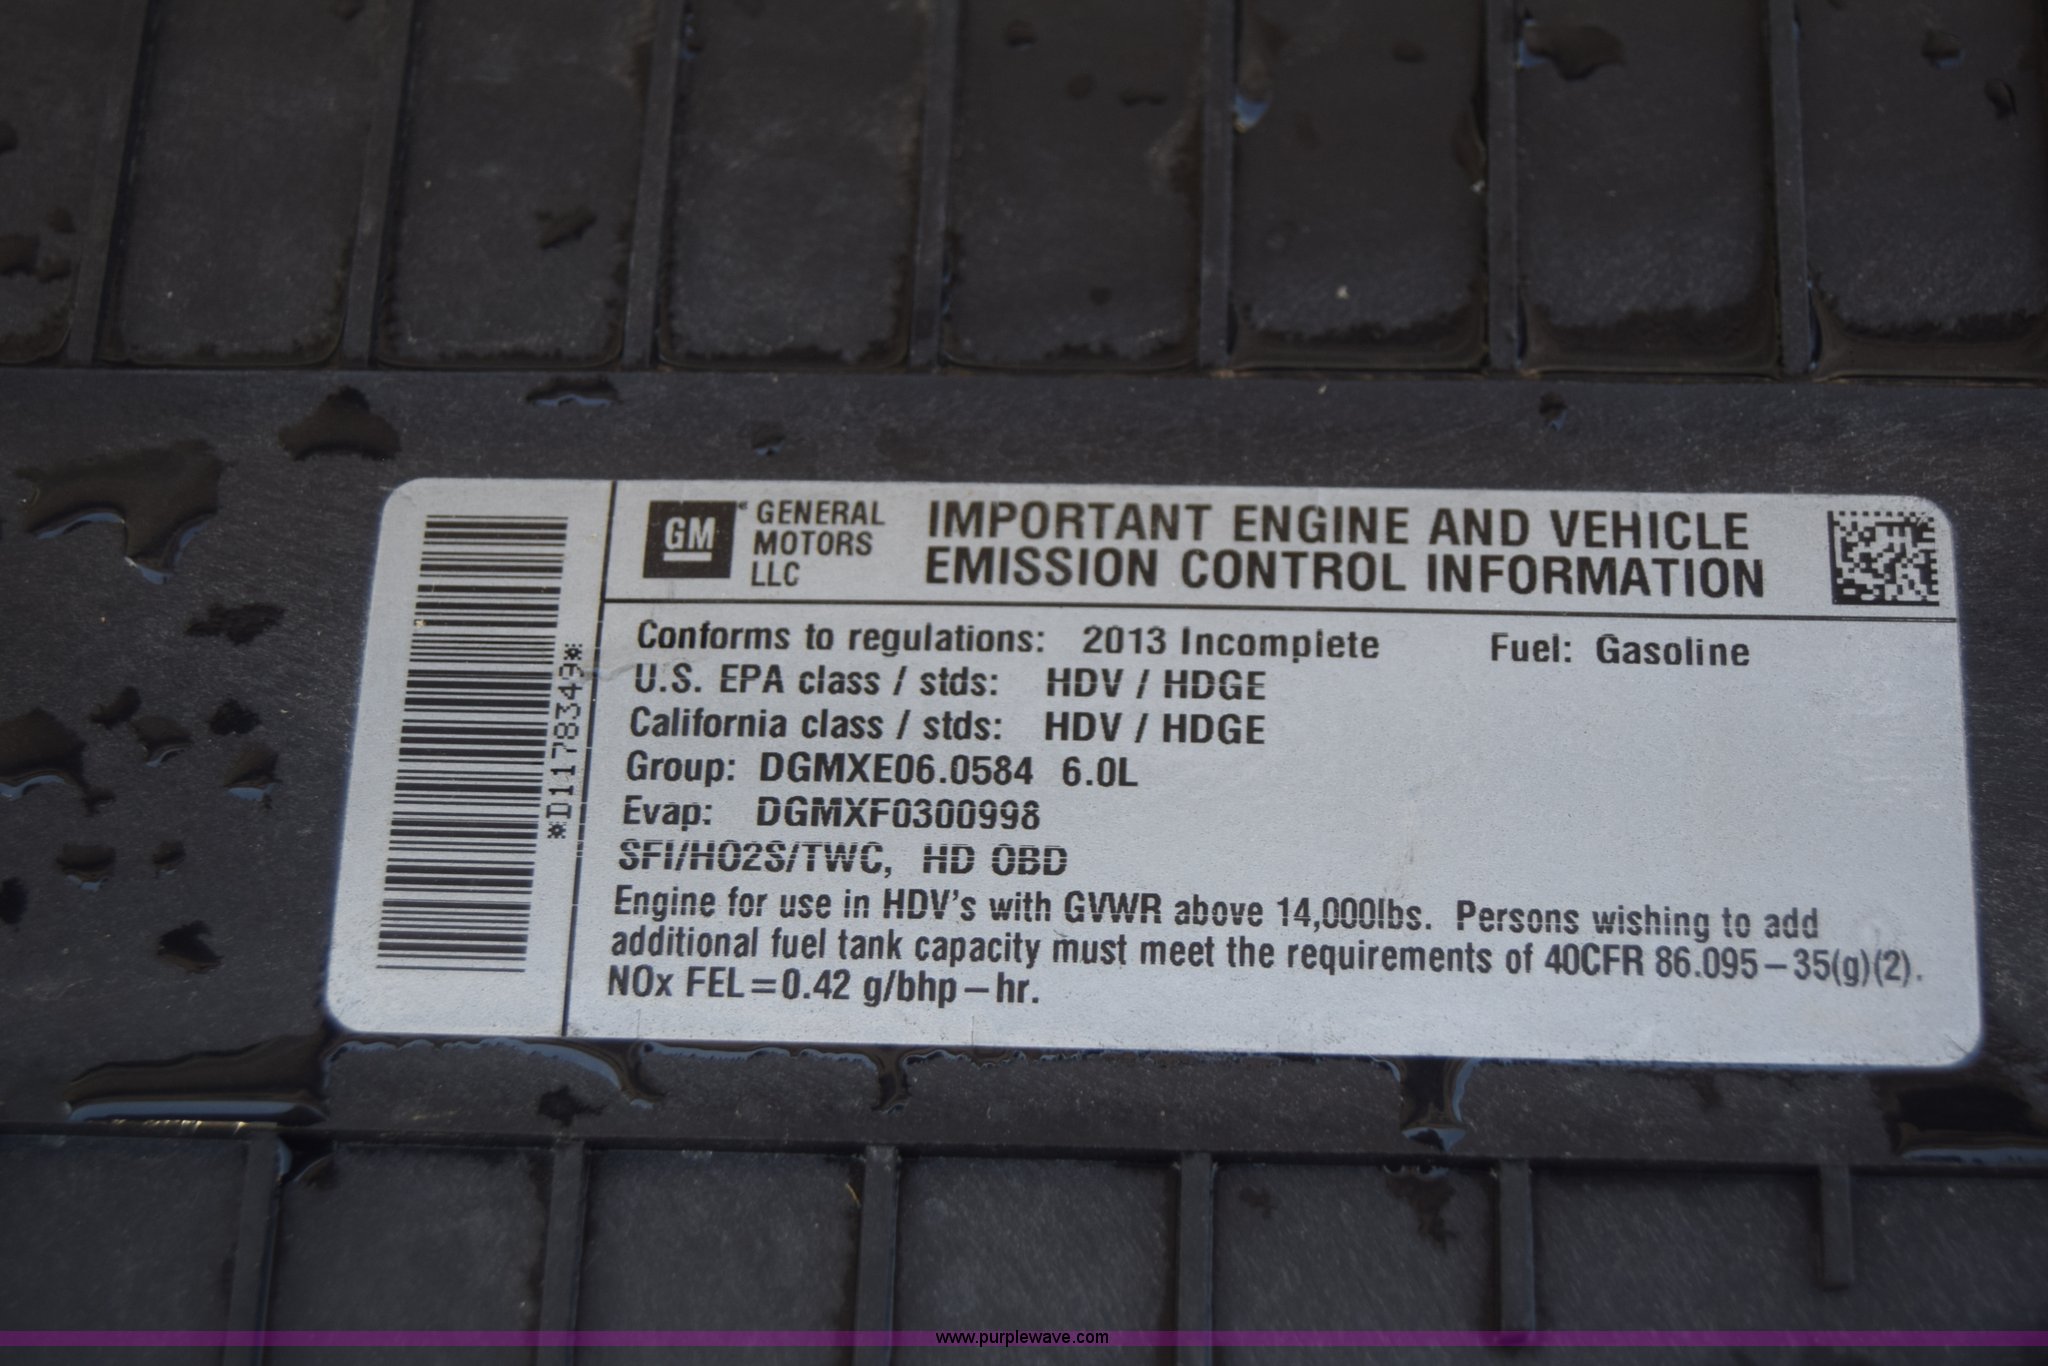 GM
GENERAL
MOTORS
LLC
IMPORTANT ENGINE AND VEHICLE
EMISSION CONTROL INFORMATION
*D1178349*
Conforms to regulations: 2013 Incomplete Fuel: Gasoline
U.S. EPA class / stds: HDV / HDGE
California class / stds: HDV / HDGE
Group: DGMXE06.0584 6.0L
Evap: DGMXF0300998
SFI/HO2S/TWC, HD OBD
Engine for use in HDV's with GVWR above 14,000lbs. Persons wishing to add
additional fuel tank capacity must meet the requirements of 40CFR 86.095–35(g)(2).
NOx FEL=0.42 g/bhp–hr.
www.purplewave.com